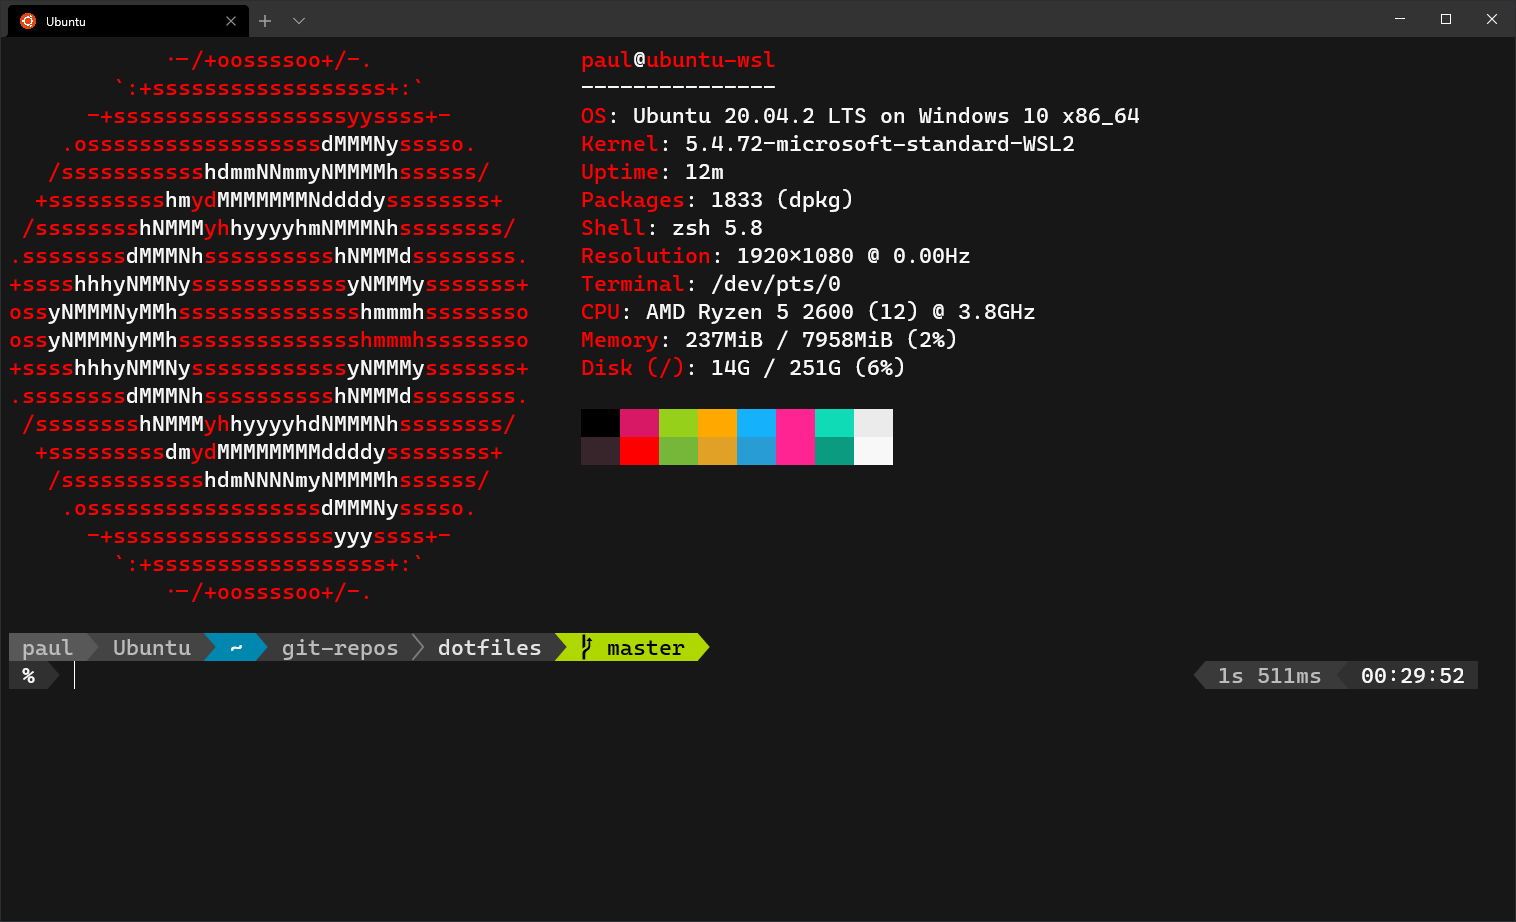 Ubuntu
.-/+oossssoo+/-.
`:+ssssssssssssssssss+:`
-+ssssssssssssssssssyyssss+-
.ossssssssssssssssssdMMMNysssso.
/ssssssssssshdmmNNmmyNMMMMhssssss/
+ssssssssshmydMMMMMMMNddddyssssssss+
/sssssssshNMMMyhhyyyyhmNMMMNhssssssss/
.ssssssssdMMMNhsssssssssshNMMMdssssssss.
+sssshhhyNMMNyssssssssssssyNMMMysssssss+
ossyNMMMNyMMhsssssssssssssshmmmhssssssso
ossyNMMMNyMMhsssssssssssssshmmmhssssssso
+sssshhhyNMMNyssssssssssssyNMMMysssssss+
.ssssssssdMMMNhsssssssssshNMMMdssssssss.
/sssssssshNMMMyhhyyyyhdNMMMNhssssssss/
+sssssssssdmydMMMMMMMMddddyssssssss+
/ssssssssssshdmNNNNmyNMMMMhssssss/
.ossssssssssssssssssdMMMNysssso.
-+sssssssssssssssssyyyssss+-
`:+ssssssssssssssssss+:`
.-/+oossssoo+/-.
paul@ubuntu-wsl
---------------
OS: Ubuntu 20.04.2 LTS on Windows 10 x86_64
Kernel: 5.4.72-microsoft-standard-WSL2
Uptime: 12m
Packages: 1833 (dpkg)
Shell: zsh 5.8
Resolution: 1920×1080 @ 0.00Hz
Terminal: /dev/pts/0
CPU: AMD Ryzen 5 2600 (12) @ 3.8GHz
Memory: 237MiB / 7958MiB (2%)
Disk (/): 14G / 251G (6%)
paul Ubuntu ~ git-repos dotfiles master
% 1s 511ms 00:29:52